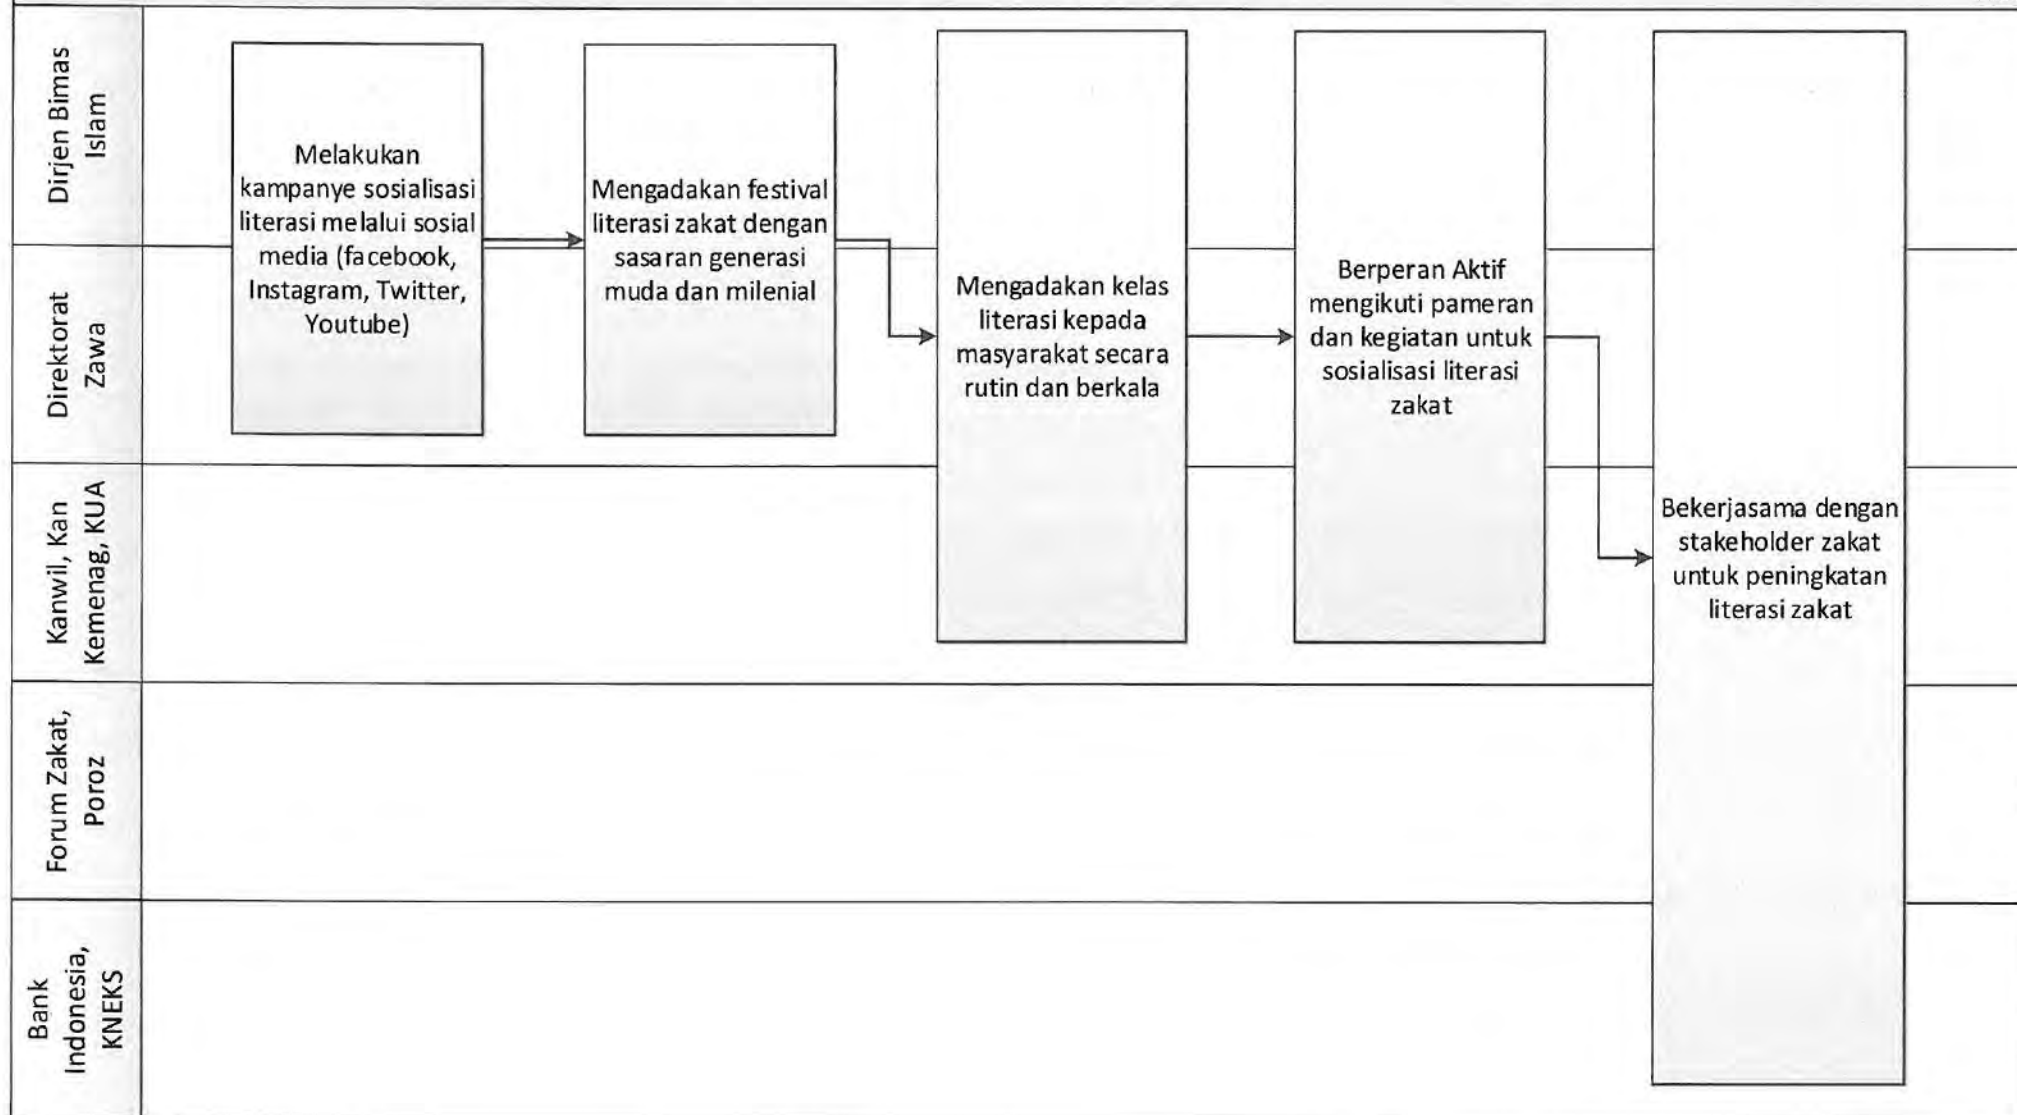 Dirjen Bimas
Islam
Direktorat
Zawa
Kanwil, Kan
Kemenag, KUA
Forum Zakat,
Poroz
Bank
Indonesia,
KNEKS
Melakukan
kampanye sosialisasi
literasi melalui sosial
media (facebook,
Instagram, Twitter,
Youtube)
Mengadakan festival
literasi zakat dengan
sasaran generasi
muda dan milenial
Mengadakan kelas
literasi kepada
masyarakat secara
rutin dan berkala
Berperan Aktif
mengikuti pameran
dan kegiatan untuk
sosialisasi literasi
zakat
Bekerjasama dengan
stakeholder zakat
untuk peningkatan
literasi zakat